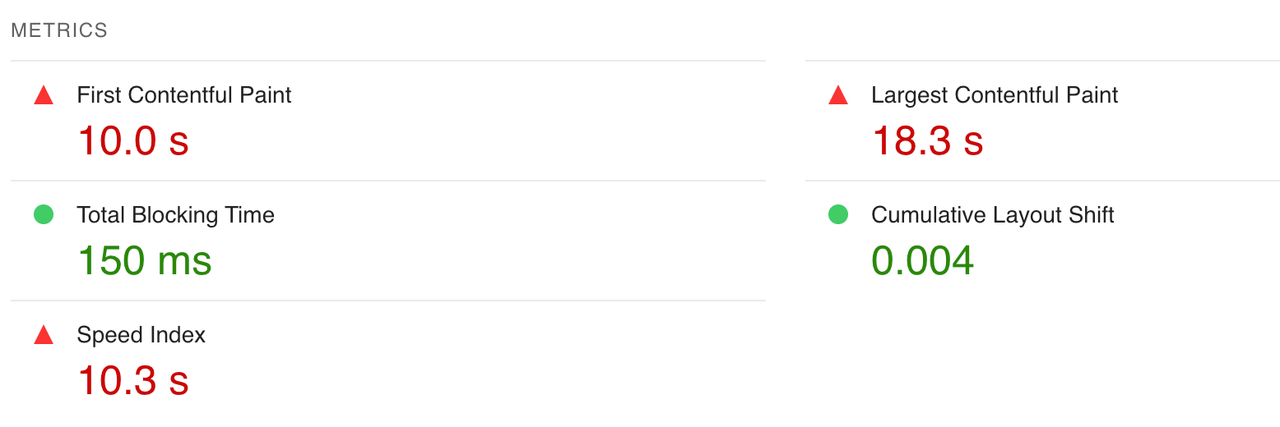 METRICS
First Contentful Paint
10.0 s
Largest Contentful Paint
18.3 s
Total Blocking Time
150 ms
Cumulative Layout Shift
0.004
Speed Index
10.3 s